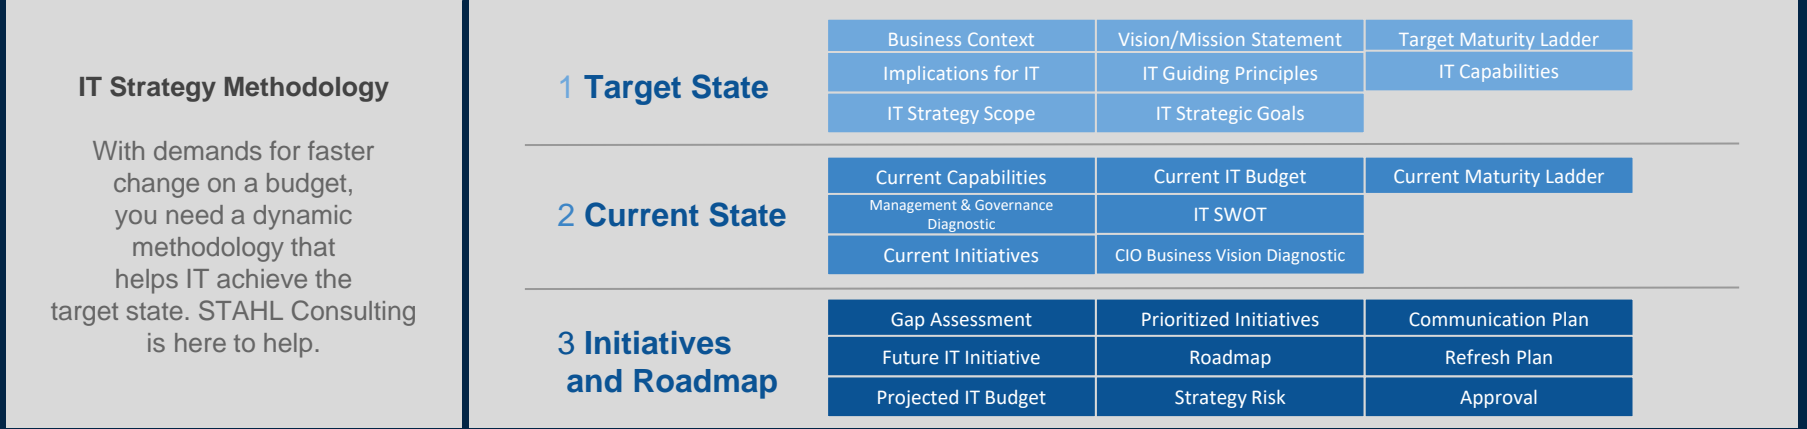 IT Strategy Methodology
With demands for faster
change on a budget,
you need a dynamic
methodology that
helps IT achieve the
target state. STAHL Consulting
is here to help.
1 Target State
Business Context
Vision/Mission Statement
Target Maturity Ladder
Implications for IT
IT Guiding Principles
IT Capabilities
IT Strategy Scope
IT Strategic Goals
2 Current State
Current Capabilities
Current IT Budget
Current Maturity Ladder
Management & Governance
Diagnostic
IT SWOT
Current Initiatives
CIO Business Vision Diagnostic
3 Initiatives
and Roadmap
Gap Assessment
Prioritized Initiatives
Communication Plan
Future IT Initiative
Roadmap
Refresh Plan
Projected IT Budget
Strategy Risk
Approval